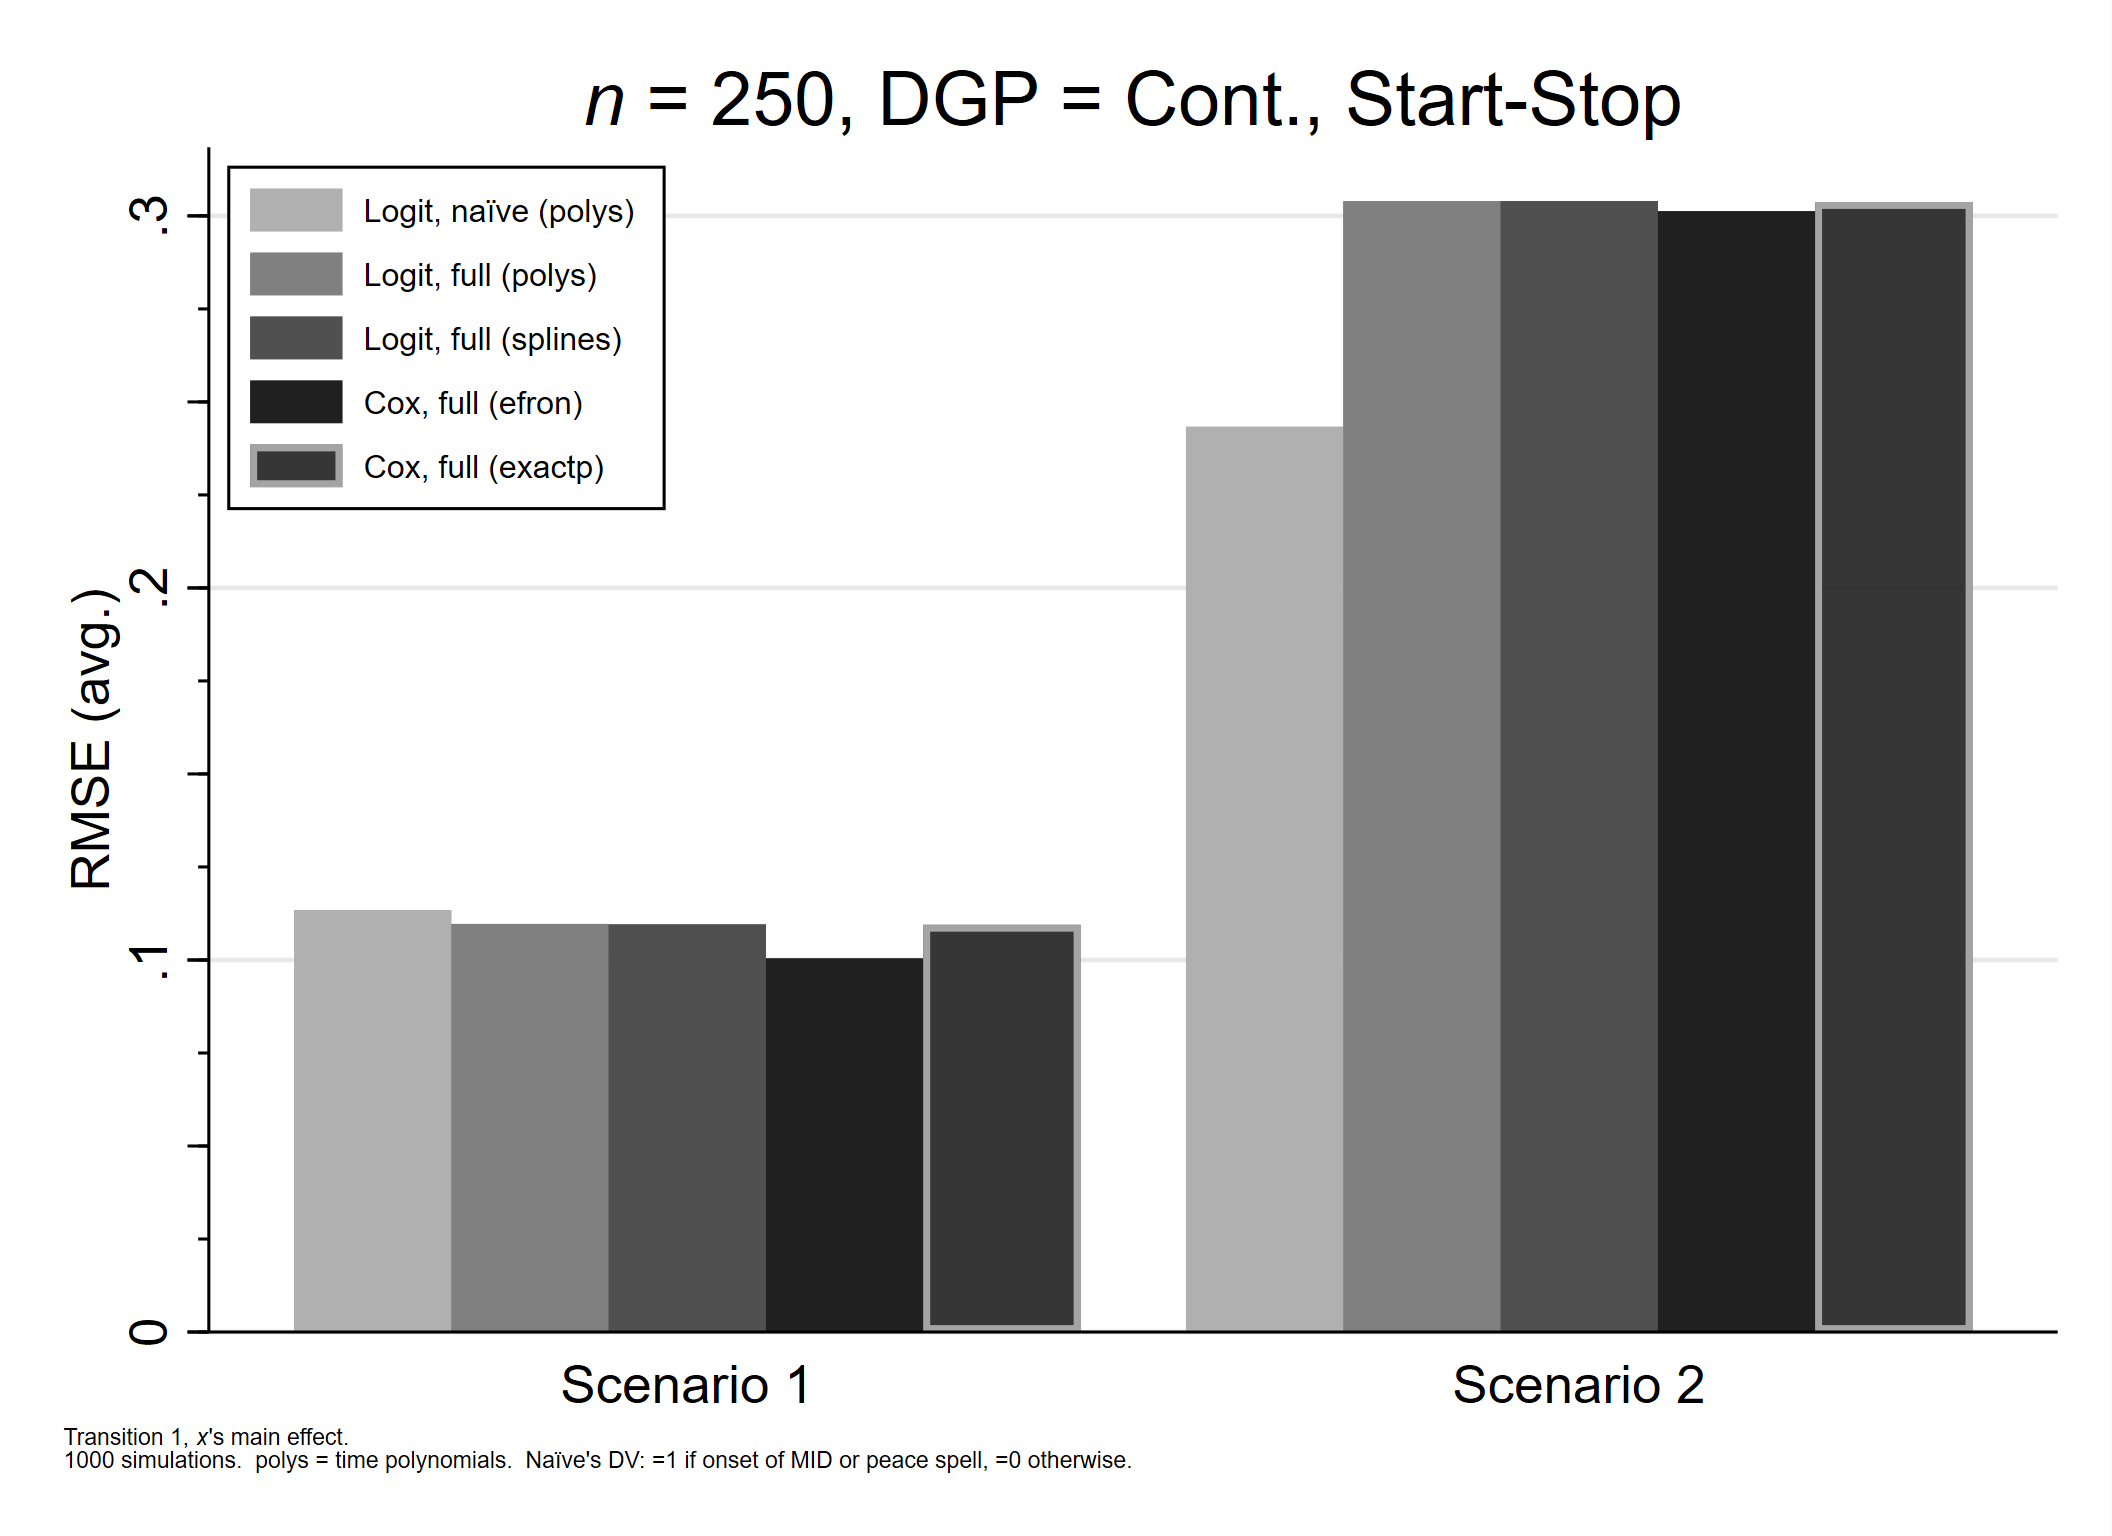 n = 250, DGP = Cont., Start-Stop
Logit, naïve (polys)
Logit, full (polys)
Logit, full (splines)
Cox, full (efron)
Cox, full (exactp)
RMSE (avg.)
.3
.2
.1
0
Scenario 1
Scenario 2
Transition 1, x's main effect.
1000 simulations.  polys = time polynomials.  Naïve's DV: =1 if onset of MID or peace spell, =0 otherwise.